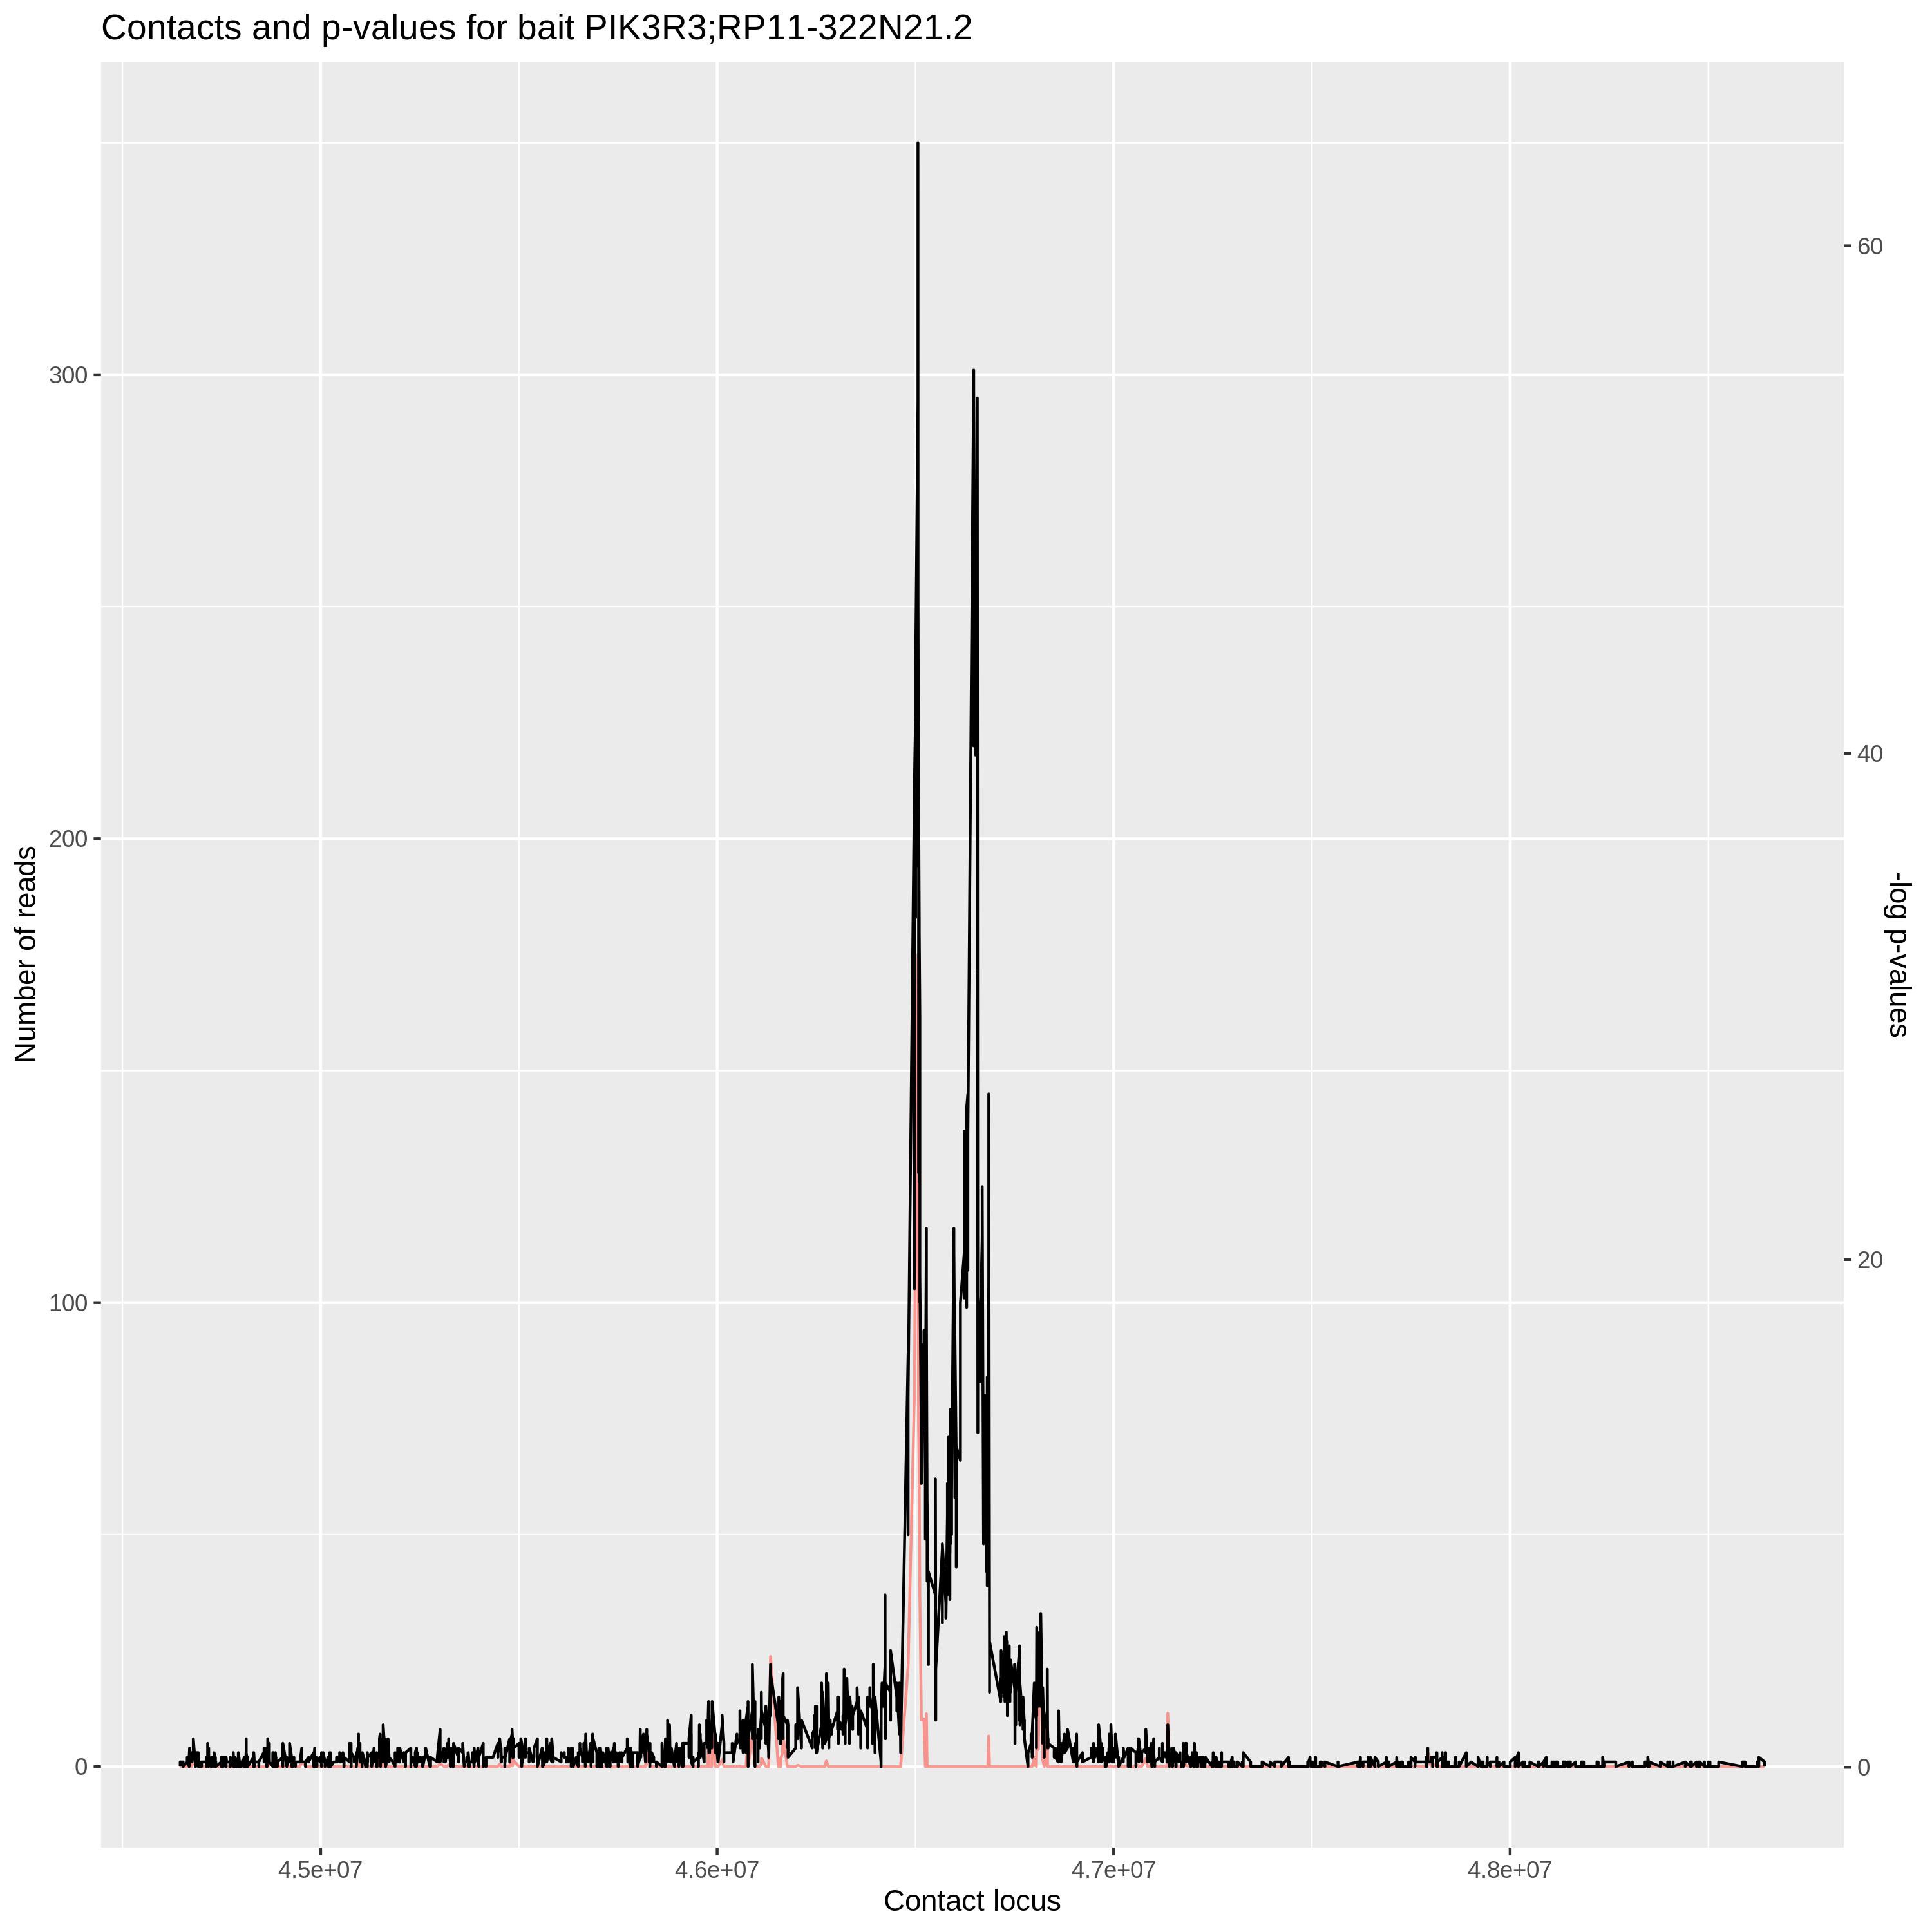 Contacts and p-values for bait PIK3R3;RP11-322N21.2
300
200
100
0
Number of reads
60
40
20
0
-log p-values
4.5e+07 4.6e+07 4.7e+07 4.8e+07
Contact locus